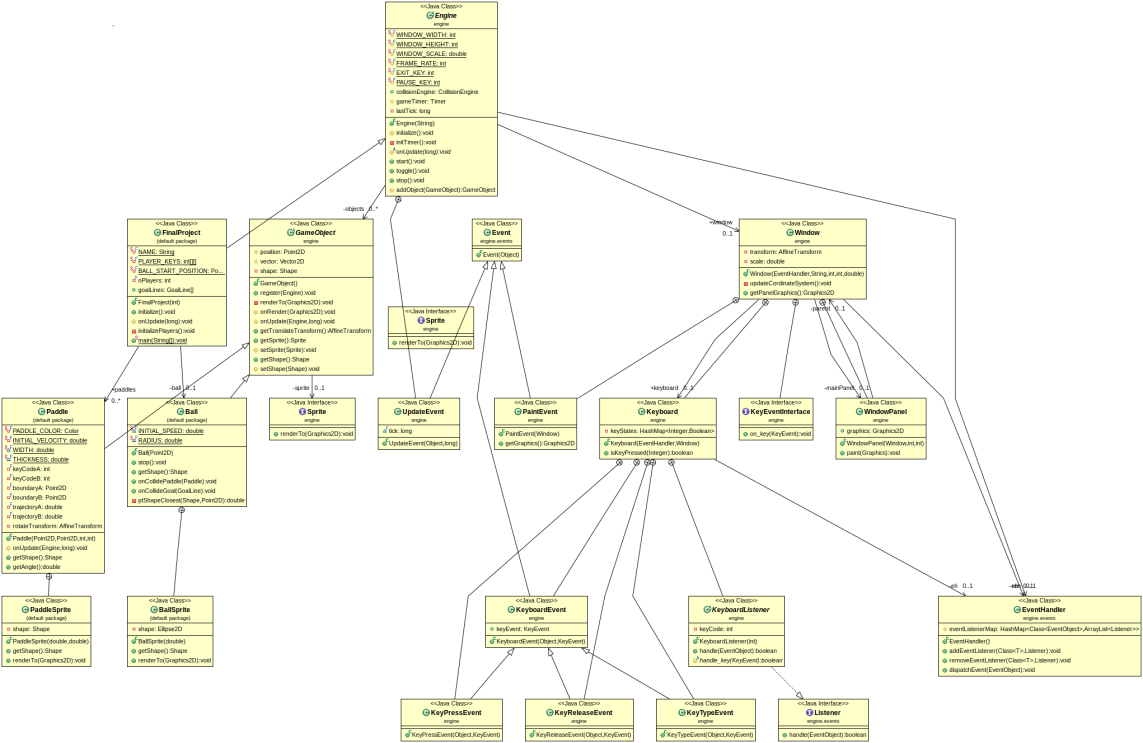 <<Java Class>>
Engine
engine
WINDOW_WIDTH: int
WINDOW_HEIGHT: int
WINDOW_SCALE: double
FRAME_RATE: int
EXIT_KEY: int
PAUSE_KEY: int
collisionEngine: CollisionEngine
gameTimer: Timer
lastTick: long
Engine(String)
initialize():void
initTimer():void
onUpdate(long):void
start():void
toggle():void
stop():void
addObject(GameObject):GameObject
-objects 0..*
+window
0..1
<<Java Class>>
FinalProject
(default package)
NAME: String
PLAYER_KEYS: int[][]
BALL_START_POSITION: Po...
nPlayers: int
goalLines: GoalLine[]
FinalProject(int)
initialize():void
onUpdate(long):void
initializePlayers():void
main(String[]):void
<<Java Class>>
GameObject
engine
position: Point2D
vector: Vector2D
shape: Shape
GameObject()
register(Engine):void
renderTo(Graphics2D):void
onRender(Graphics2D):void
onUpdate(Engine,long):void
getTranslateTransform():AffineTransform
getSprite():Sprite
setSprite(Sprite):void
getShape():Shape
setShape(Shape):void
<<Java Class>>
Event
engine.events
Event(Object)
<<Java Class>>
Window
engine
transform: AffineTransform
scale: double
Window(EventHandler,String,int,int,double)
updateCordinateSystem():void
getPanelGraphics():Graphics2D
<<Java Interface>>
Sprite
engine
renderTo(Graphics2D):void
-parent 0..1
+paddles
0..*
-ball 0..1
-sprite 0..1
+keyboard 0..1
-mainPanel 0..1
<<Java Class>>
Paddle
(default package)
PADDLE_COLOR: Color
INITIAL_VELOCITY: double
WIDTH: double
THICKNESS: double
keyCodeA: int
keyCodeB: int
boundaryA: Point2D
boundaryB: Point2D
trajectoryA: double
trajectoryB: double
rotateTransform: AffineTransform
Paddle(Point2D,Point2D,int,int)
onUpdate(Engine,long):void
getShape():Shape
getAngle():double
<<Java Class>>
Ball
(default package)
INITIAL_SPEED: double
RADIUS: double
Ball(Point2D)
stop():void
getShape():Shape
onCollidePaddle(Paddle):void
onCollideGoal(GoalLine):void
ptShapeClosest(Shape,Point2D):double
<<Java Interface>>
Sprite
engine
renderTo(Graphics2D):void
<<Java Class>>
UpdateEvent
engine
tick: long
UpdateEvent(Object,long)
<<Java Class>>
PaintEvent
engine
PaintEvent(Window)
getGraphics():Graphics2D
<<Java Class>>
Keyboard
engine
keyStates: HashMap<Integer,Boolean>
Keyboard(EventHandler,Window)
isKeyPressed(Integer):boolean
<<Java Interface>>
KeyEventInterface
engine
on_key(KeyEvent):void
<<Java Class>>
WindowPanel
engine
graphics: Graphics2D
WindowPanel(Window,int,int)
paint(Graphics):void
-eh 0..1
<<Java Class>>
PaddleSprite
(default package)
shape: Shape
PaddleSprite(double,double)
getShape():Shape
renderTo(Graphics2D):void
<<Java Class>>
BallSprite
(default package)
shape: Ellipse2D
BallSprite(double)
getShape():Shape
renderTo(Graphics2D):void
<<Java Class>>
KeyboardEvent
engine
keyEvent: KeyEvent
KeyboardEvent(Object,KeyEvent)
<<Java Class>>
KeyboardListener
engine
keyCode: int
KeyboardListener(int)
handle(EventObject):boolean
handle_key(KeyEvent):boolean
<<Java Class>>
EventHandler
engine.events
eventListenerMap: HashMap<Class<EventObject>,ArrayList<Listener>>
EventHandler()
addEventListener(Class<T>,Listener):void
removeEventListener(Class<T>,Listener):void
dispatchEvent(EventObject):void
<<Java Class>>
KeyPressEvent
engine
KeyPressEvent(Object,KeyEvent)
<<Java Class>>
KeyReleaseEvent
engine
KeyReleaseEvent(Object,KeyEvent)
<<Java Class>>
KeyTypeEvent
engine
KeyTypeEvent(Object,KeyEvent)
<<Java Interface>>
Listener
engine.events
handle(EventObject):boolean